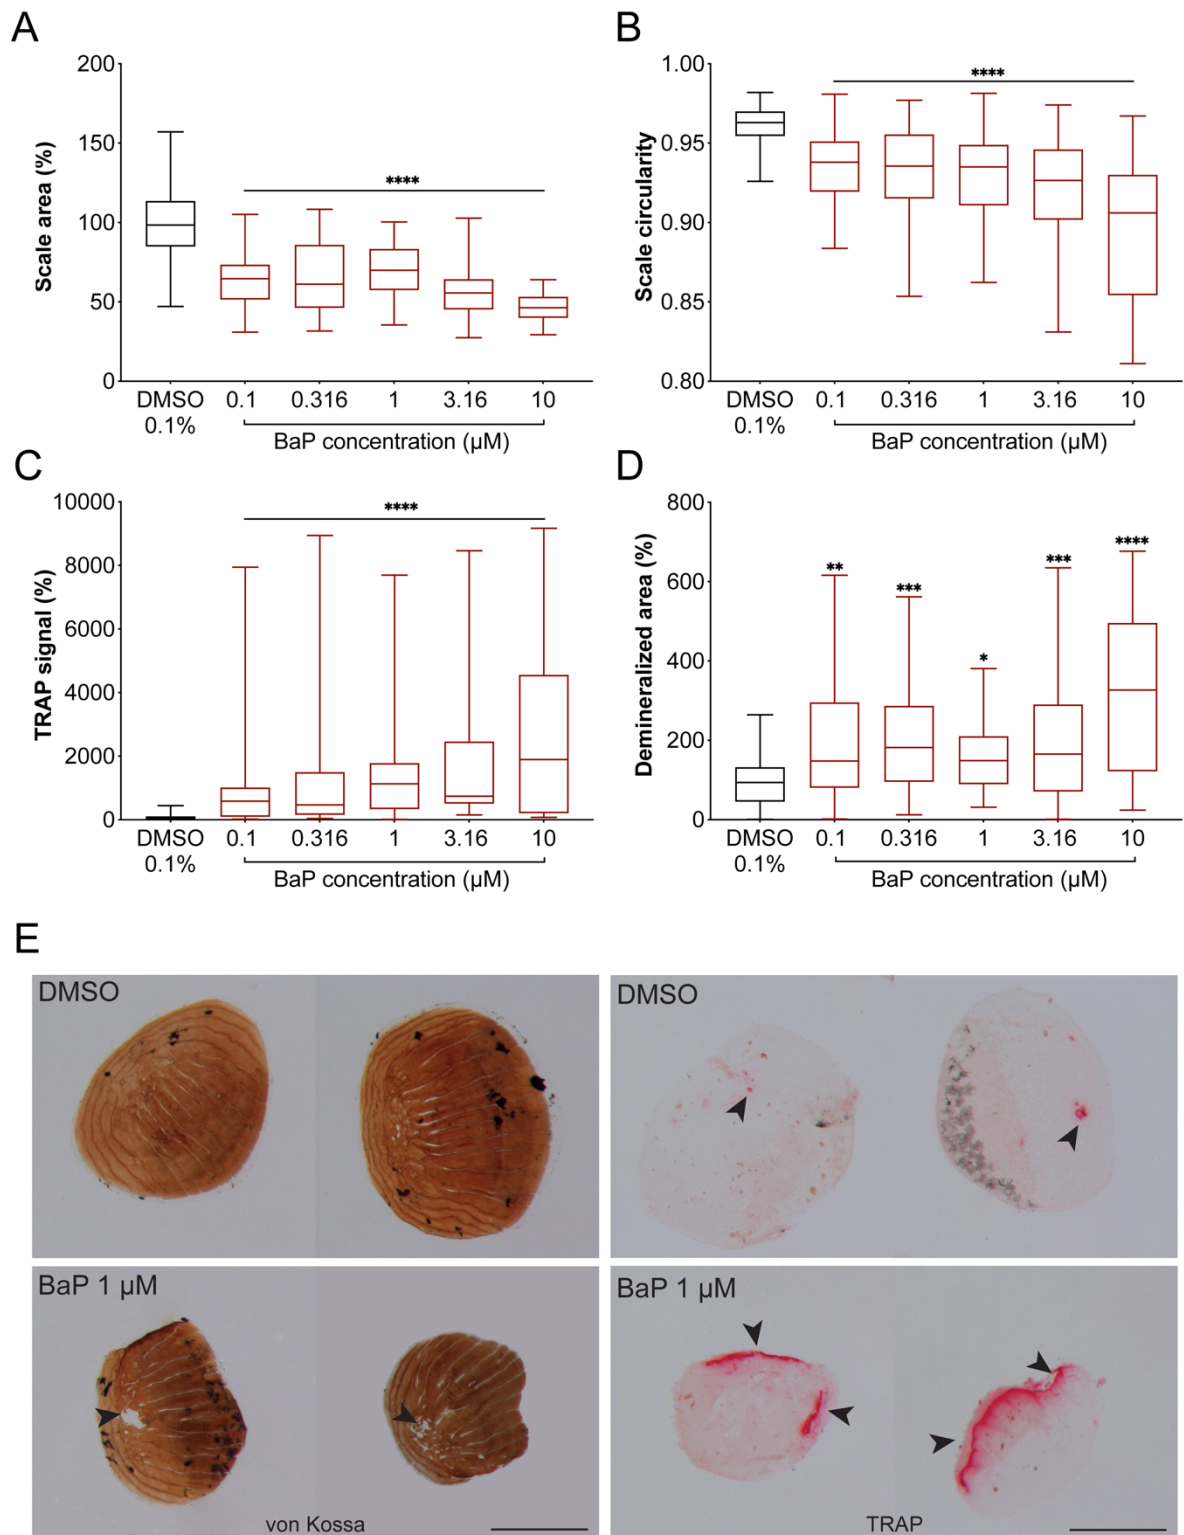 A
Scale area (%)
200
150
100
50
0
****
DMSO
0.1%
0.1 0.316 1 3.16 10
BaP concentration (µM)
B
Scale circularity
1.00
0.95
0.90
0.85
0.80
****
DMSO
0.1%
0.1 0.316 1 3.16 10
BaP concentration (µM)
C
TRAP signal (%)
10000
8000
6000
4000
2000
0
****
DMSO
0.1%
0.1 0.316 1 3.16 10
BaP concentration (µM)
D
Demineralized area (%)
800
600
400
200
0
** *** * *** ****
DMSO
0.1%
0.1 0.316 1 3.16 10
BaP concentration (µM)
E
DMSO
DMSO
BaP 1 µM
von Kossa
BaP 1 µM
TRAP